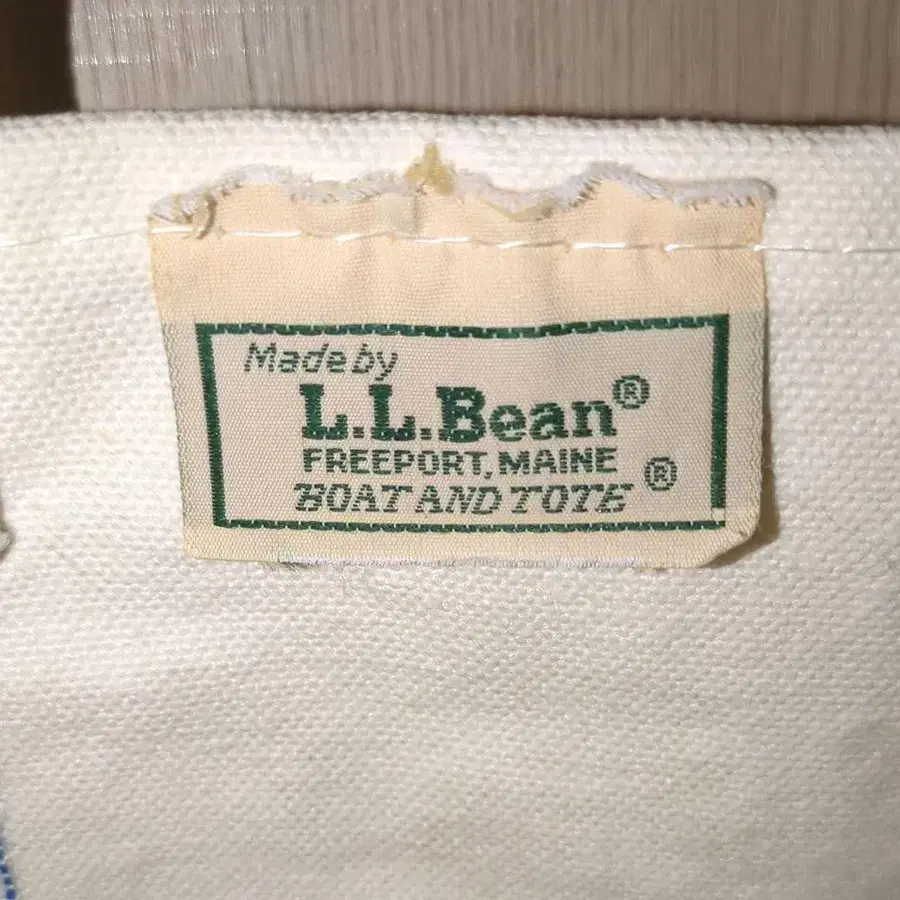 Made by
L.L.Bean®
FREEPORT, MAINE
BOAT AND TOTE®